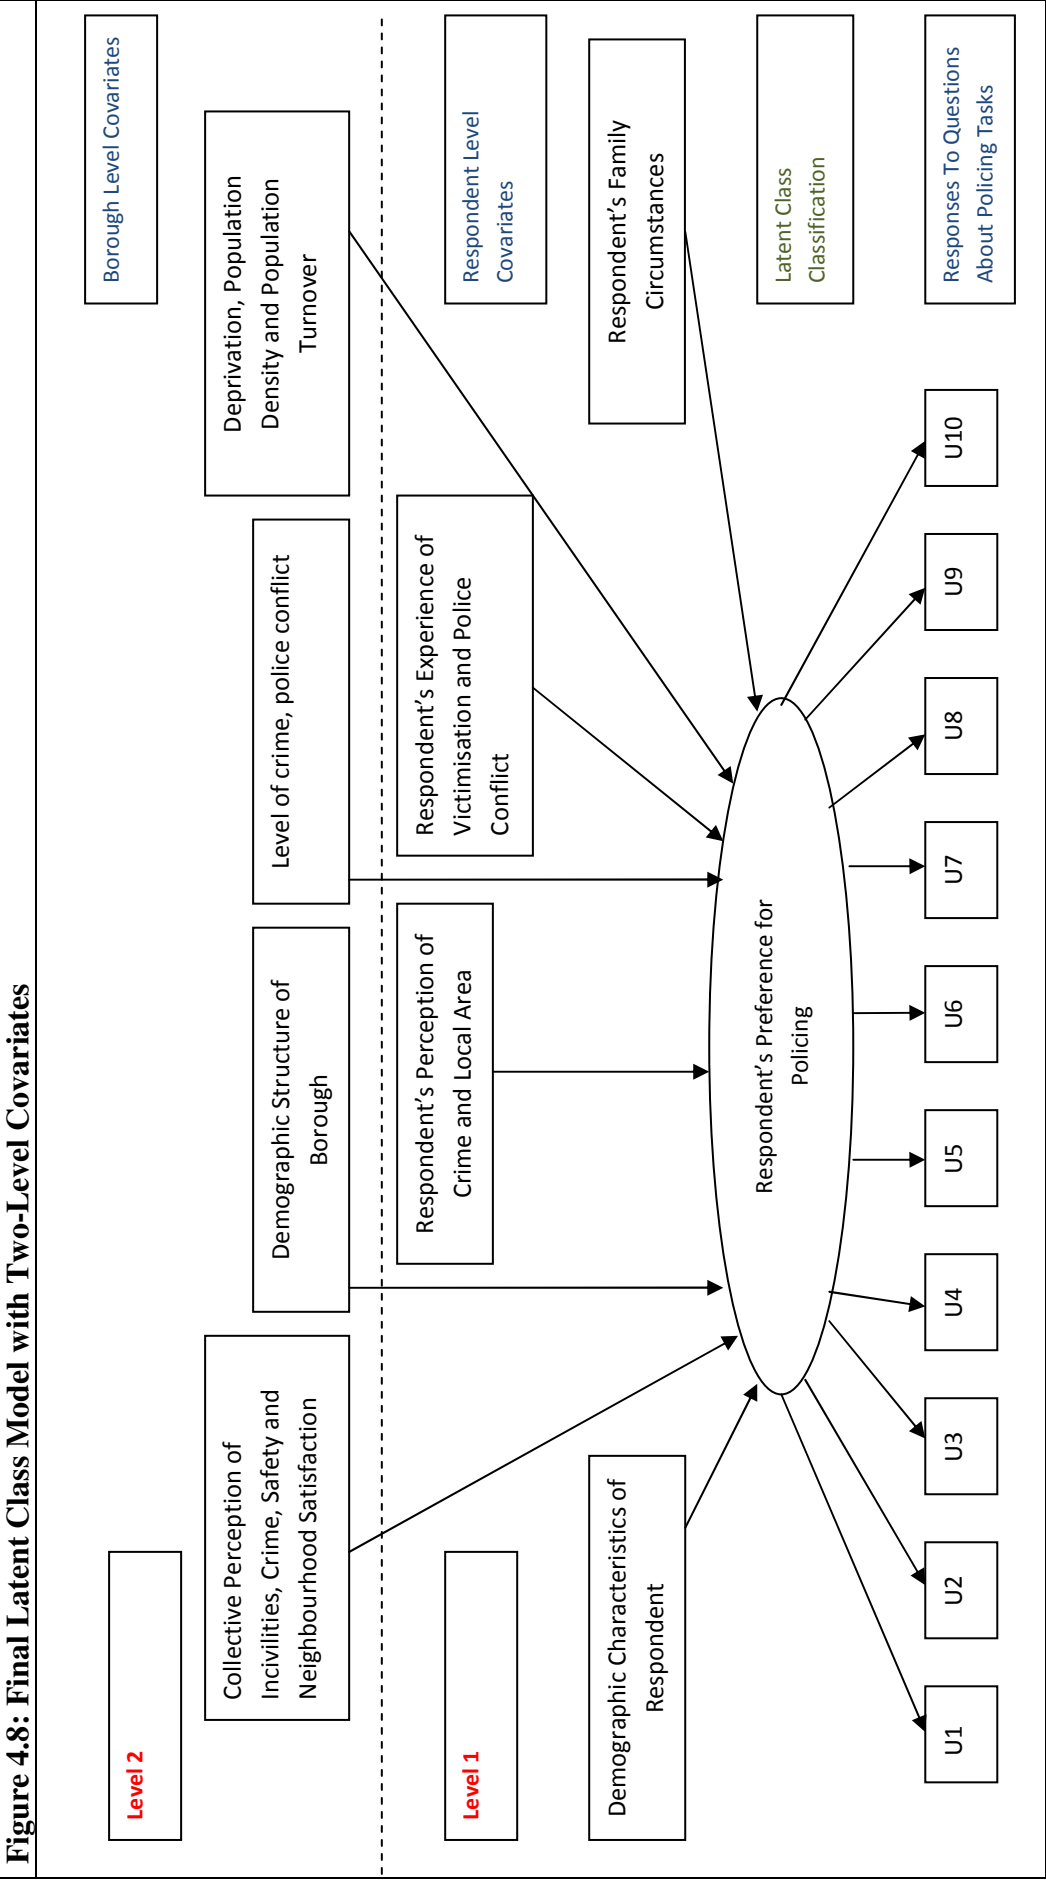 Figure 4.8: Final Latent Class Model with Two-Level Covariates
Level 2
Borough Level Covariates
Collective Perception of
Incivilities, Crime, Safety and
Neighbourhood Satisfaction
Demographic Structure of
Borough
Level of crime, police conflict
Deprivation, Population
Density and Population
Turnover
Level 1
Respondent's Perception of
Crime and Local Area
Respondent's Experience of
Victimisation and Police
Conflict
Respondent Level
Covariates
Demographic Characteristics of
Respondent
Respondent's Family
Circumstances
Respondent's Preference for
Policing
Latent Class
Classification
U1
U2
U3
U4
U5
U6
U7
U8
U9
U10
Responses To Questions
About Policing Tasks